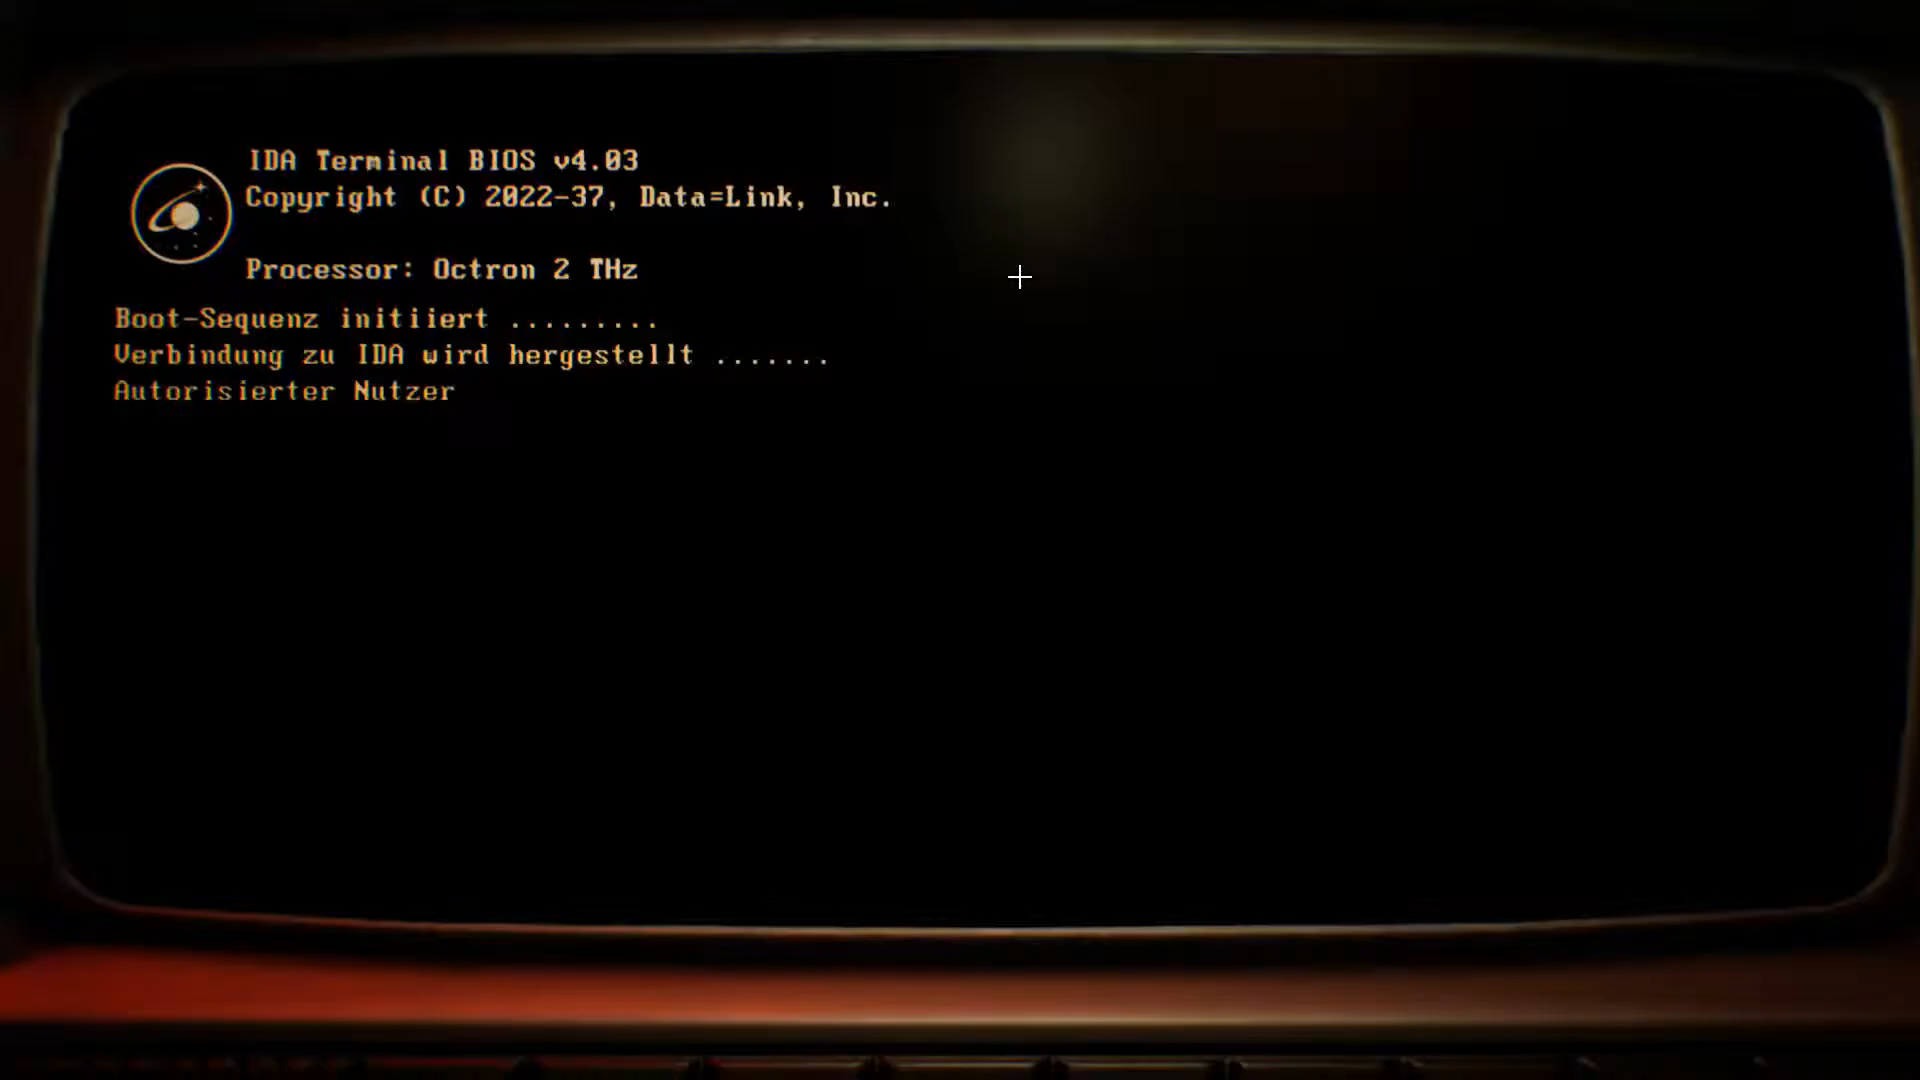 IDA Terminal BIOS v4.03
Copyright (C) 2022-37, Data=Link, Inc.
Processor: Octron 2 THz
Boot-Sequenz initiiert .........
Verbindung zu IDA wird hergestellt .......
Autorisierter Nutzer